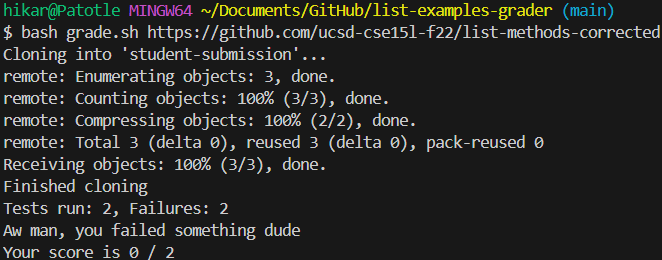 hikar@Patotle MINGW64 ~/Documents/GitHub/list-examples-grader (main)
$ bash grade.sh https://github.com/ucsd-cse15l-f22/list-methods-corrected
Cloning into 'student-submission'...
remote: Enumerating objects: 3, done.
remote: Counting objects: 100% (3/3), done.
remote: Compressing objects: 100% (2/2), done.
remote: Total 3 (delta 0), reused 3 (delta 0), pack-reused 0
Receiving objects: 100% (3/3), done.
Finished cloning
Tests run: 2, Failures: 2
Aw man, you failed something dude
Your score is 0 / 2